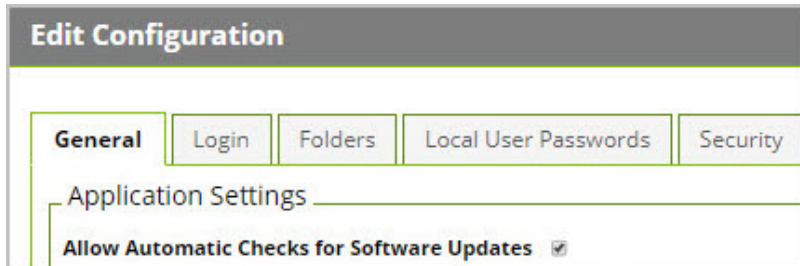 Edit Configuration
General Login Folders Local User Passwords Security
Application Settings
Allow Automatic Checks for Software Updates